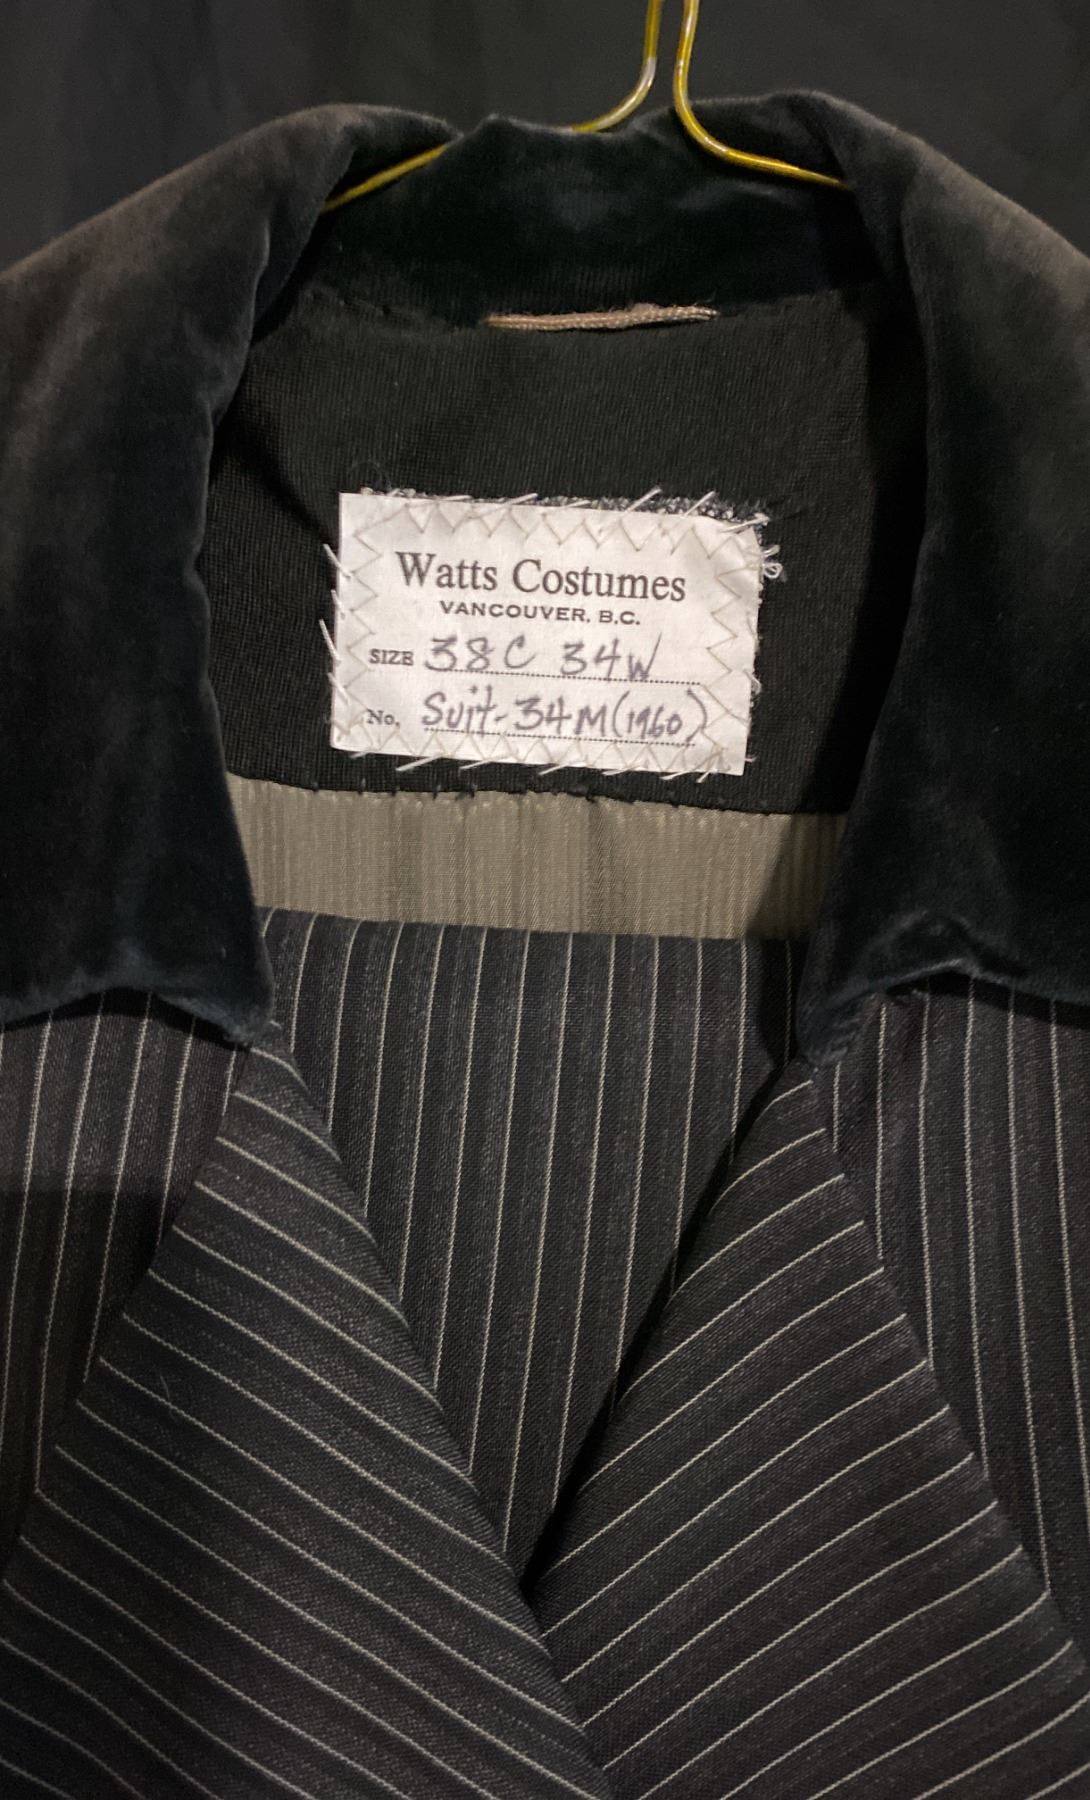 Watts Costumes
VANCOUVER, B.C.
SIZE 38C 34W
No. Suit-34M(1960)